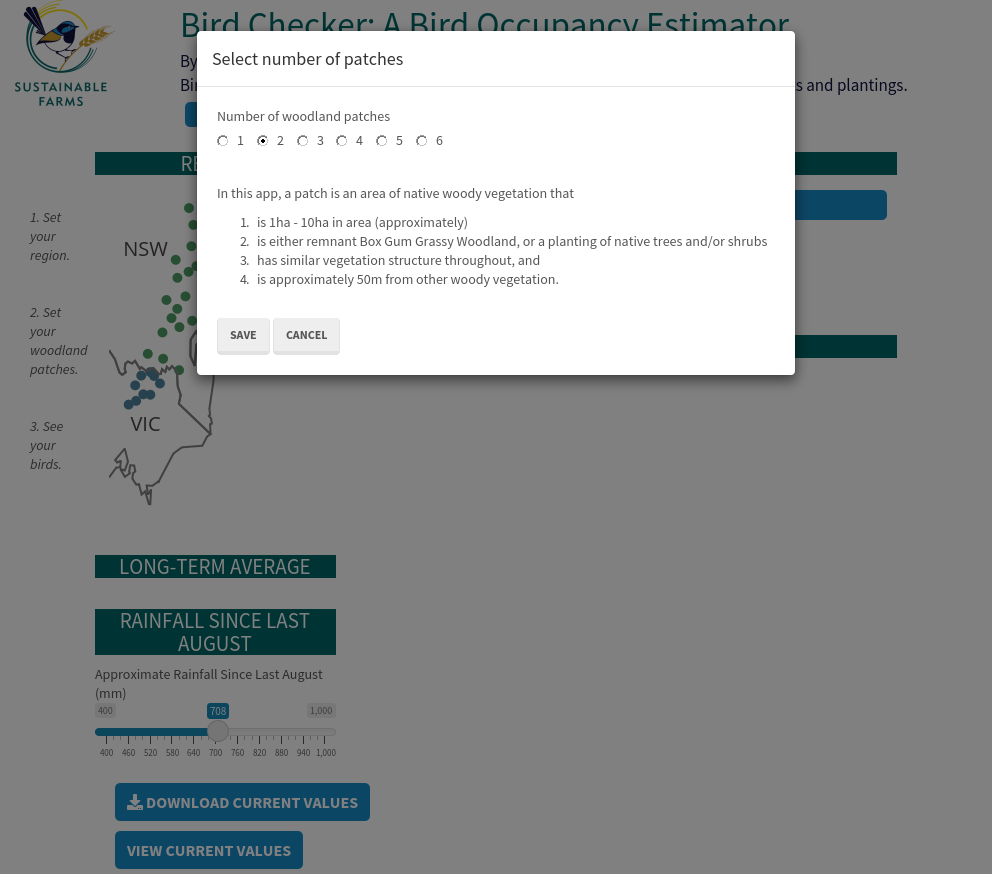 Bird Checker: A Bird Occupancy Estimator
SUSTAINABLE
FARMS
By
s and plantings.
Select number of patches
Number of woodland patches
1 2 3 4 5 6
In this app, a patch is an area of native woody vegetation that
1. is 1ha - 10ha in area (approximately)
2. is either remnant Box Gum Grassy Woodland, or a planting of native trees and/or shrubs
3. has similar vegetation structure throughout, and
4. is approximately 50m from other woody vegetation.
SAVE CANCEL
1. Set
your
region.
2. Set
your
woodland
patches.
3. See
your
birds.
NSW
VIC
LONG-TERM AVERAGE
RAINFALL SINCE LAST
AUGUST
Approximate Rainfall Since Last August
(mm)
400 708 1,000
400 460 520 580 640 700 760 820 880 940 1,000
DOWNLOAD CURRENT VALUES
VIEW CURRENT VALUES